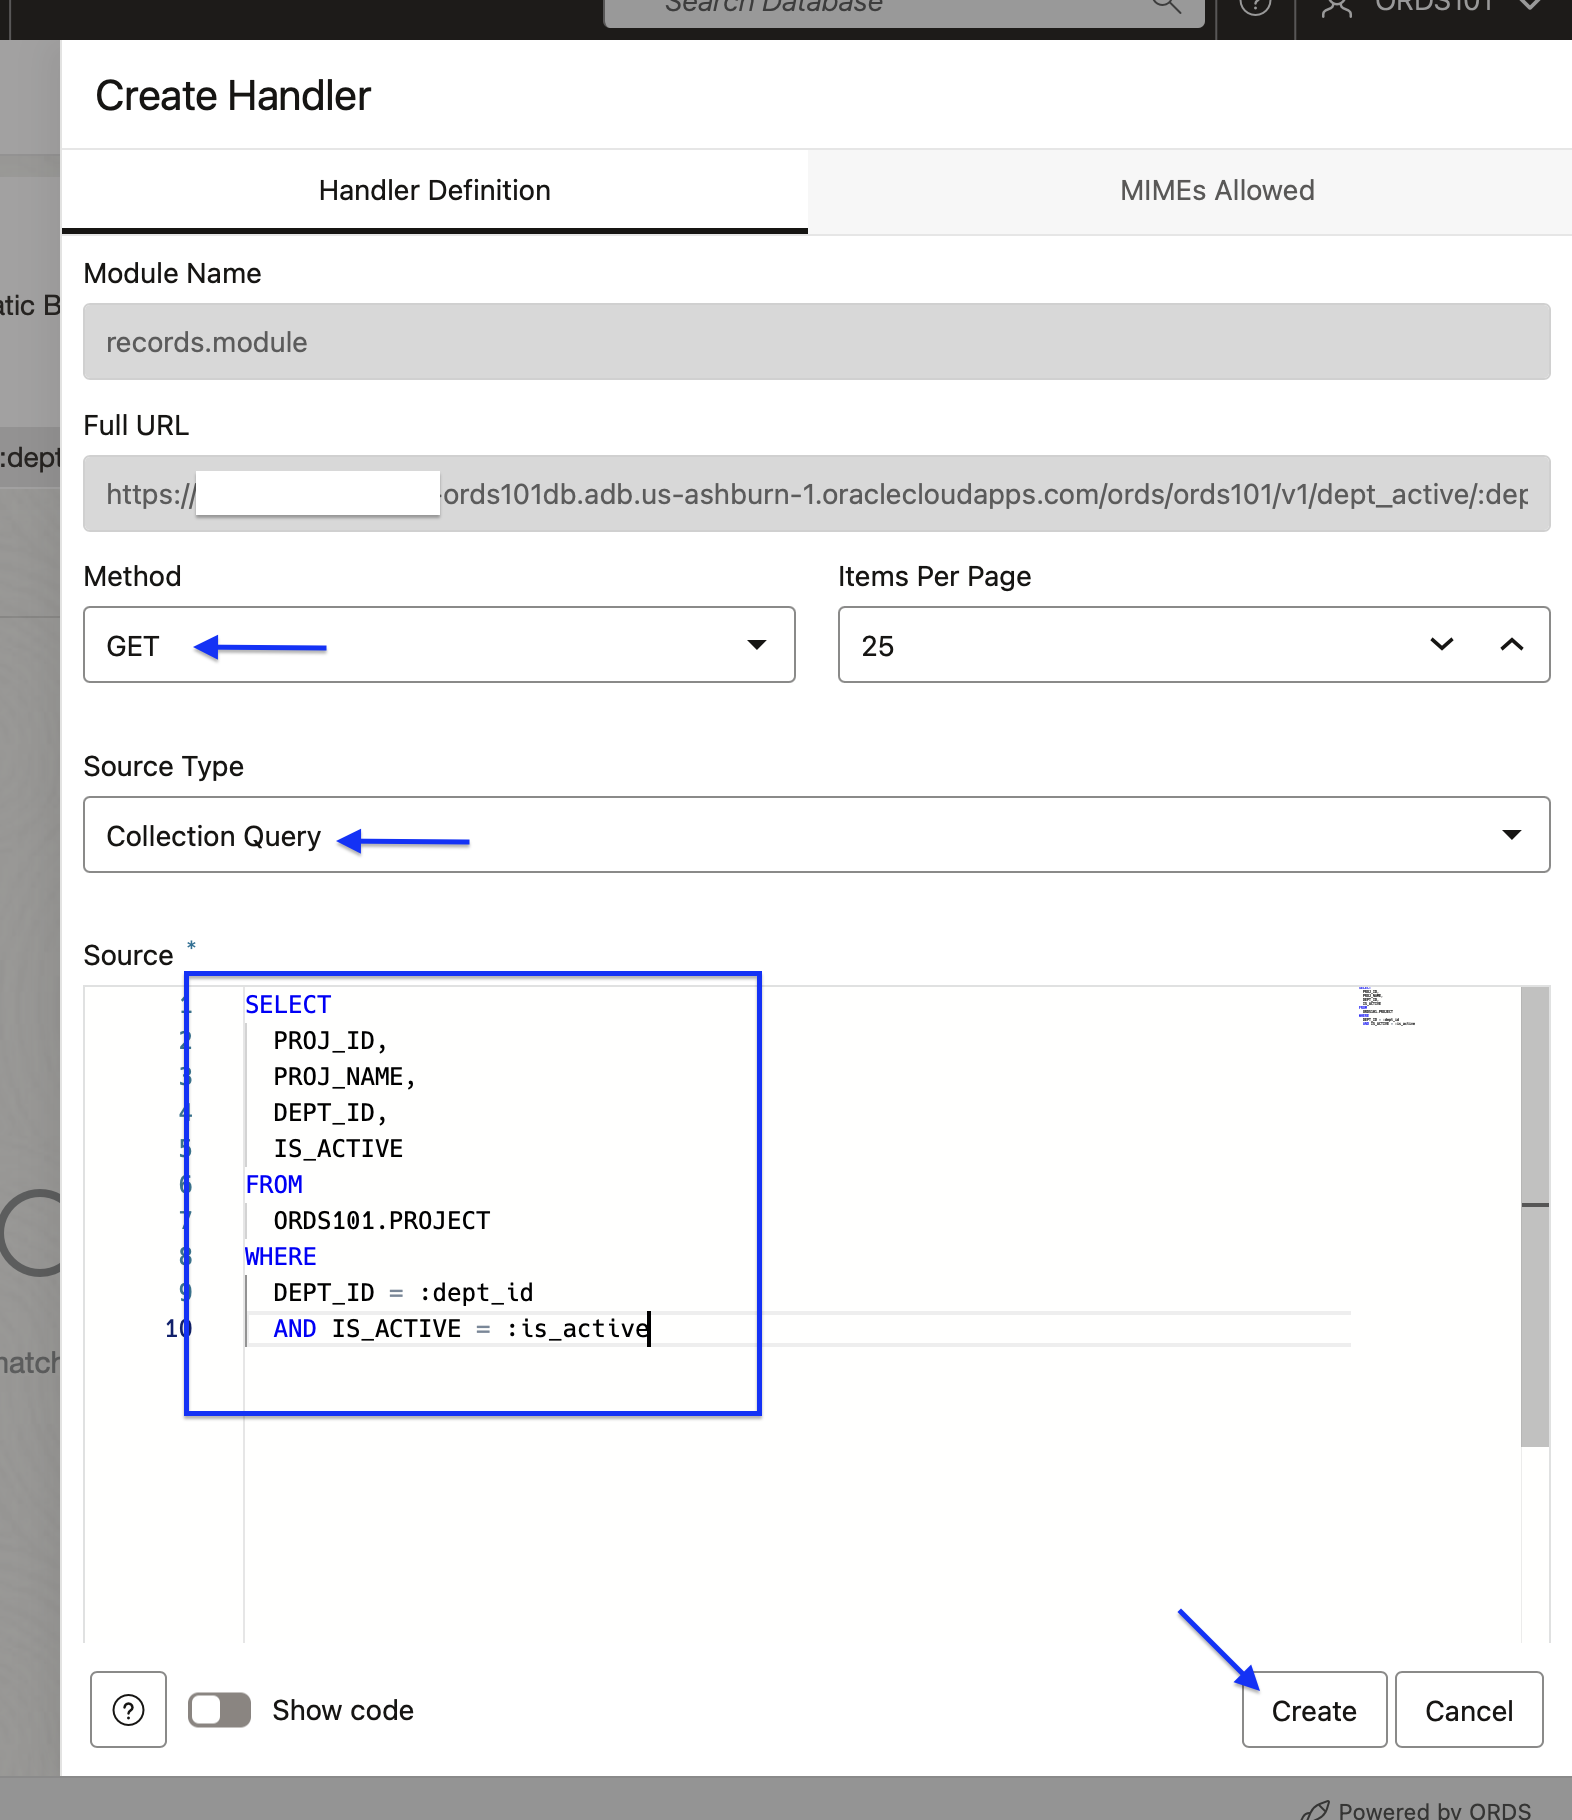 Search Database
ORDS101
Create Handler
Handler Definition
MIMEs Allowed
Module Name
records.module
Full URL
https:// -ords101db.adb.us-ashburn-1.oraclecloudapps.com/ords/ords101/v1/dept_active/:dep
Method
Items Per Page
GET
25
Source Type
Collection Query
Source *
1 SELECT
2 PROJ_ID,
3 PROJ_NAME,
4 DEPT_ID,
5 IS_ACTIVE
6 FROM
7 ORDS101.PROJECT
8 WHERE
9 DEPT_ID = :dept_id
10 AND IS_ACTIVE = :is_active
Show code
Create
Cancel
:dept
Powered by ORDS